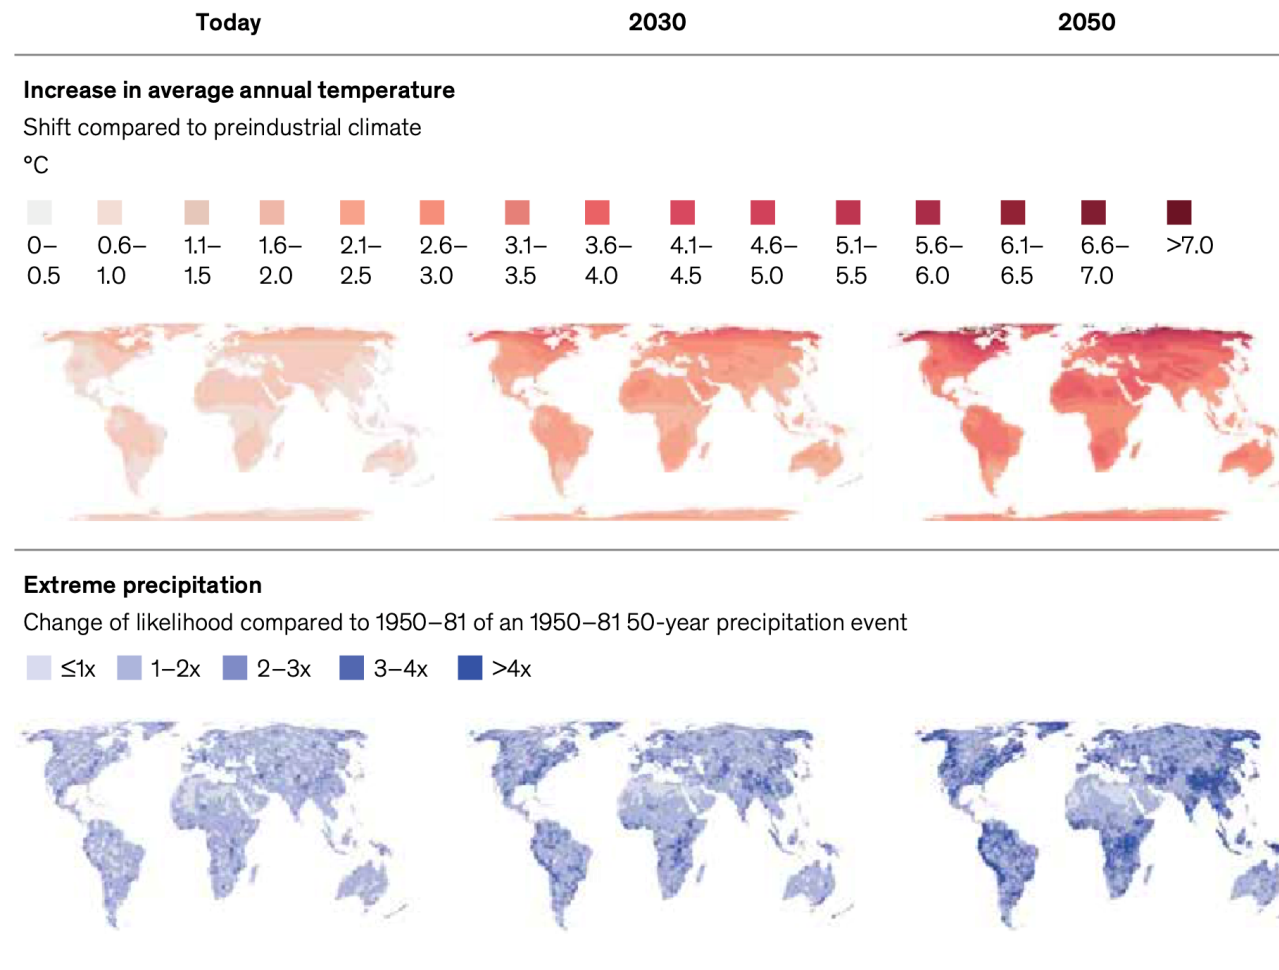 Today 2030 2050
Increase in average annual temperature
Shift compared to preindustrial climate
°C
0– 0.6– 1.1– 1.6– 2.1– 2.6– 3.1– 3.6– 4.1– 4.6– 5.1– 5.6– 6.1– 6.6– >7.0
0.5 1.0 1.5 2.0 2.5 3.0 3.5 4.0 4.5 5.0 5.5 6.0 6.5 7.0
Extreme precipitation
Change of likelihood compared to 1950–81 of an 1950–81 50-year precipitation event
≤1x 1–2x 2–3x 3–4x >4x